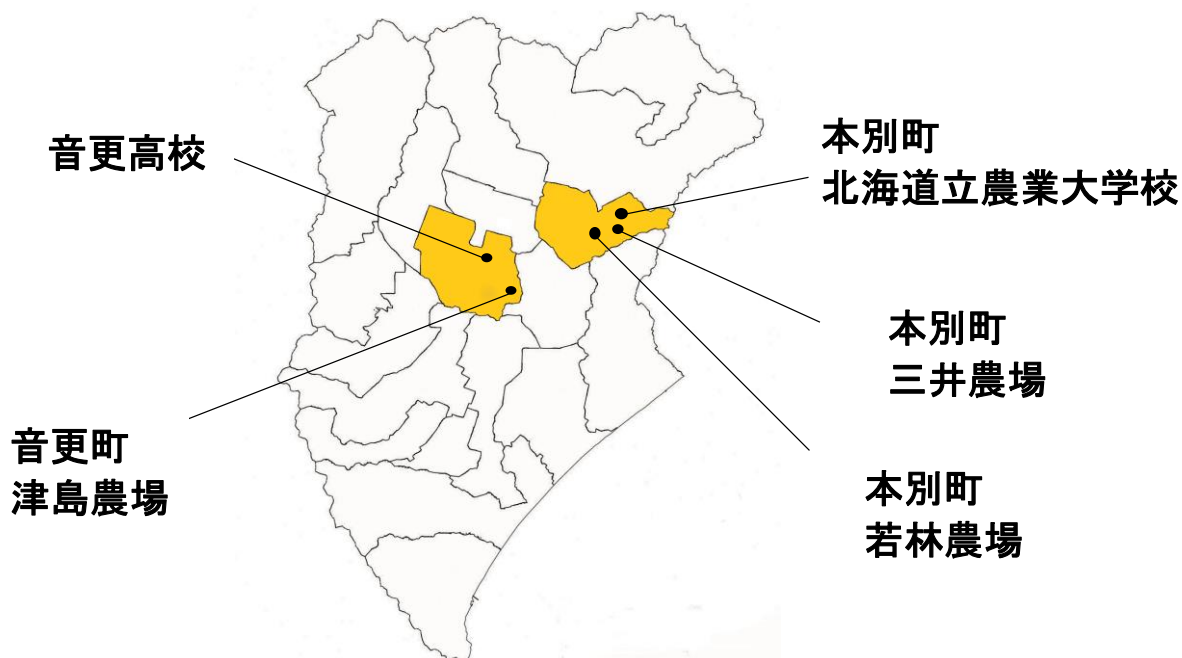 音更高校
本別町
北海道立農業大学校
本別町
三井農場
音更町
津島農場
本別町
若林農場